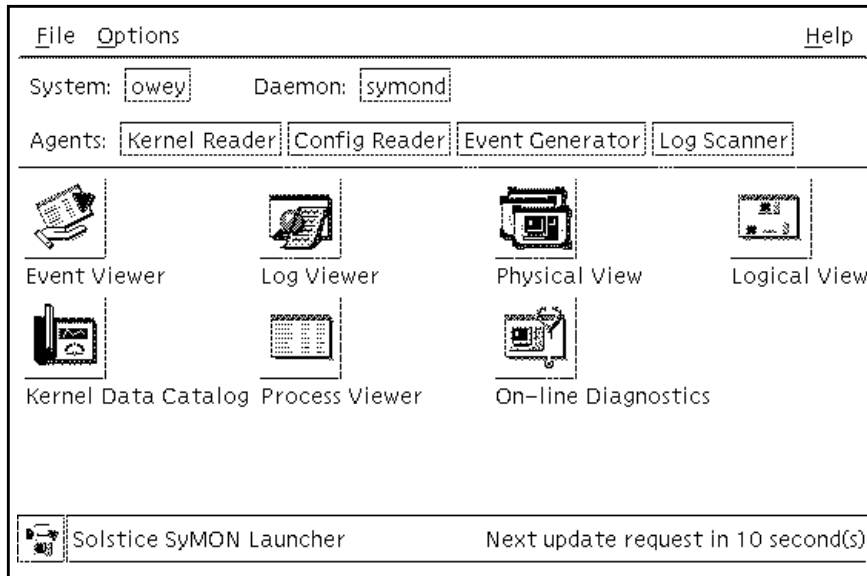 File Options Help
System: owey Daemon: symond
Agents: Kernel Reader Config Reader Event Generator Log Scanner
Event Viewer Log Viewer Physical View Logical View
Kernel Data Catalog Process Viewer On-line Diagnostics
Solstice SyMON Launcher Next update request in 10 second(s)